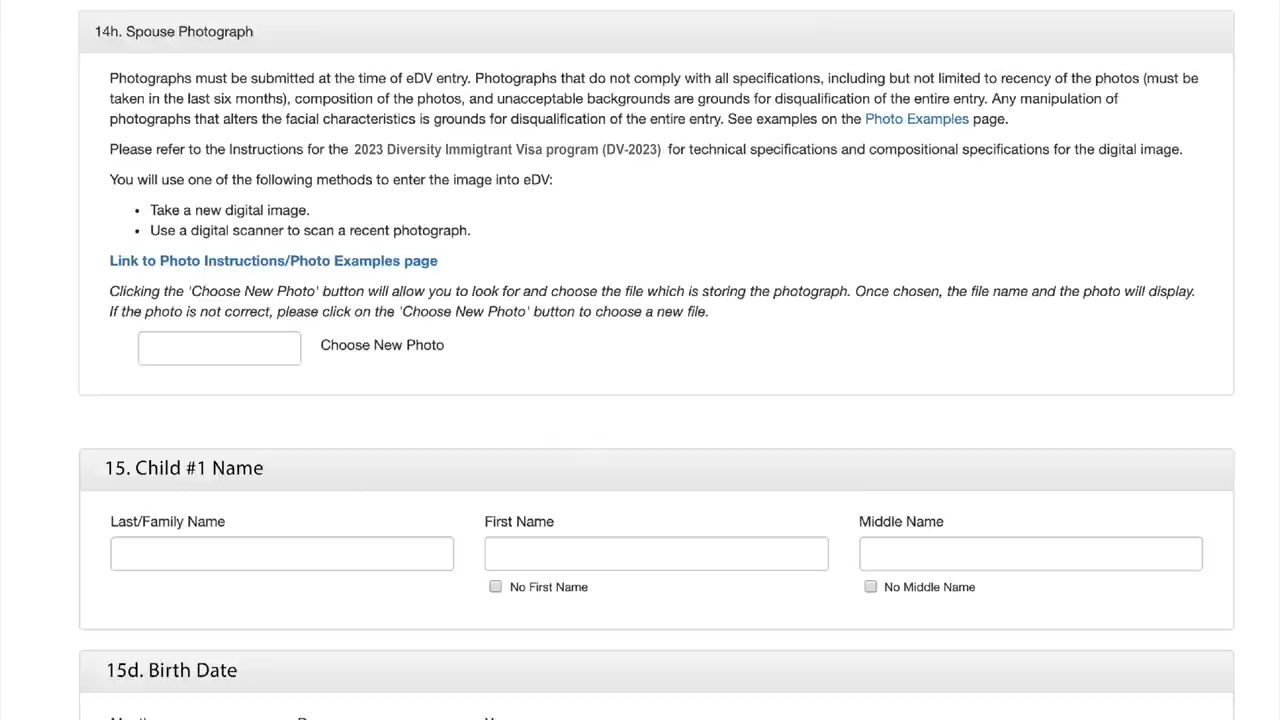 14h. Spouse Photograph
Photographs must be submitted at the time of eDV entry. Photographs that do not comply with all specifications, including but not limited to recency of the photos (must be
taken in the last six months), composition of the photos, and unacceptable backgrounds are grounds for disqualification of the entire entry. Any manipulation of
photographs that alters the facial characteristics is grounds for disqualification of the entire entry. See examples on the Photo Examples page.
Please refer to the Instructions for the 2023 Diversity Immigtrant Visa program (DV-2023) for technical specifications and compositional specifications for the digital image.
You will use one of the following methods to enter the image into eDV:
• Take a new digital image.
• Use a digital scanner to scan a recent photograph.
Link to Photo Instructions/Photo Examples page
Clicking the 'Choose New Photo' button will allow you to look for and choose the file which is storing the photograph. Once chosen, the file name and the photo will display.
If the photo is not correct, please click on the 'Choose New Photo' button to choose a new file.
Choose New Photo
15. Child #1 Name
Last/Family Name First Name Middle Name
No First Name No Middle Name
15d. Birth Date